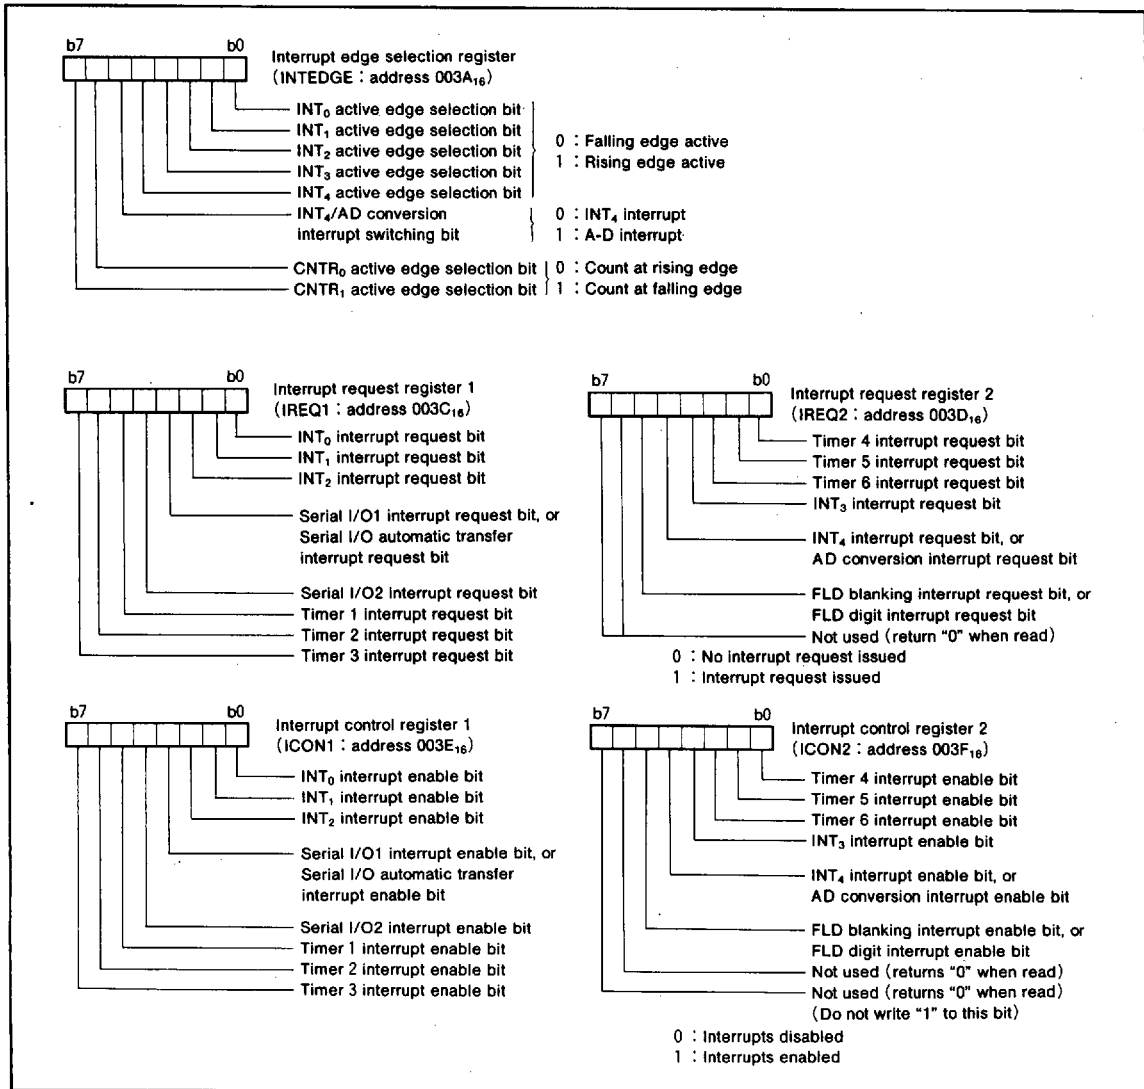 b7 b0
Interrupt edge selection register
(INTEDGE : address 003A₁₆)
INT₀ active edge selection bit
INT₁ active edge selection bit
INT₂ active edge selection bit
INT₃ active edge selection bit
INT₄ active edge selection bit
0 : Falling edge active
1 : Rising edge active
INT₄/AD conversion
interrupt switching bit
0 : INT₄ interrupt
1 : A-D interrupt
CNTR₀ active edge selection bit
CNTR₁ active edge selection bit
0 : Count at rising edge
1 : Count at falling edge
b7 b0
Interrupt request register 1
(IREQ1 : address 003C₁₆)
INT₀ interrupt request bit
INT₁ interrupt request bit
INT₂ interrupt request bit
Serial I/O1 interrupt request bit, or
Serial I/O automatic transfer
interrupt request bit
Serial I/O2 interrupt request bit
Timer 1 interrupt request bit
Timer 2 interrupt request bit
Timer 3 interrupt request bit
b7 b0
Interrupt request register 2
(IREQ2 : address 003D₁₆)
Timer 4 interrupt request bit
Timer 5 interrupt request bit
Timer 6 interrupt request bit
INT₃ interrupt request bit
INT₄ interrupt request bit, or
AD conversion interrupt request bit
FLD blanking interrupt request bit, or
FLD digit interrupt request bit
Not used (return "0" when read)
0 : No interrupt request issued
1 : Interrupt request issued
b7 b0
Interrupt control register 1
(ICON1 : address 003E₁₆)
INT₀ interrupt enable bit
INT₁ interrupt enable bit
INT₂ interrupt enable bit
Serial I/O1 interrupt enable bit, or
Serial I/O automatic transfer
interrupt enable bit
Serial I/O2 interrupt enable bit
Timer 1 interrupt enable bit
Timer 2 interrupt enable bit
Timer 3 interrupt enable bit
b7 b0
Interrupt control register 2
(ICON2 : address 003F₁₆)
Timer 4 interrupt enable bit
Timer 5 interrupt enable bit
Timer 6 interrupt enable bit
INT₃ interrupt enable bit
INT₄ interrupt enable bit, or
AD conversion interrupt enable bit
FLD blanking interrupt enable bit, or
FLD digit interrupt enable bit
Not used (returns "0" when read)
Not used (returns "0" when read)
(Do not write "1" to this bit)
0 : Interrupts disabled
1 : Interrupts enabled